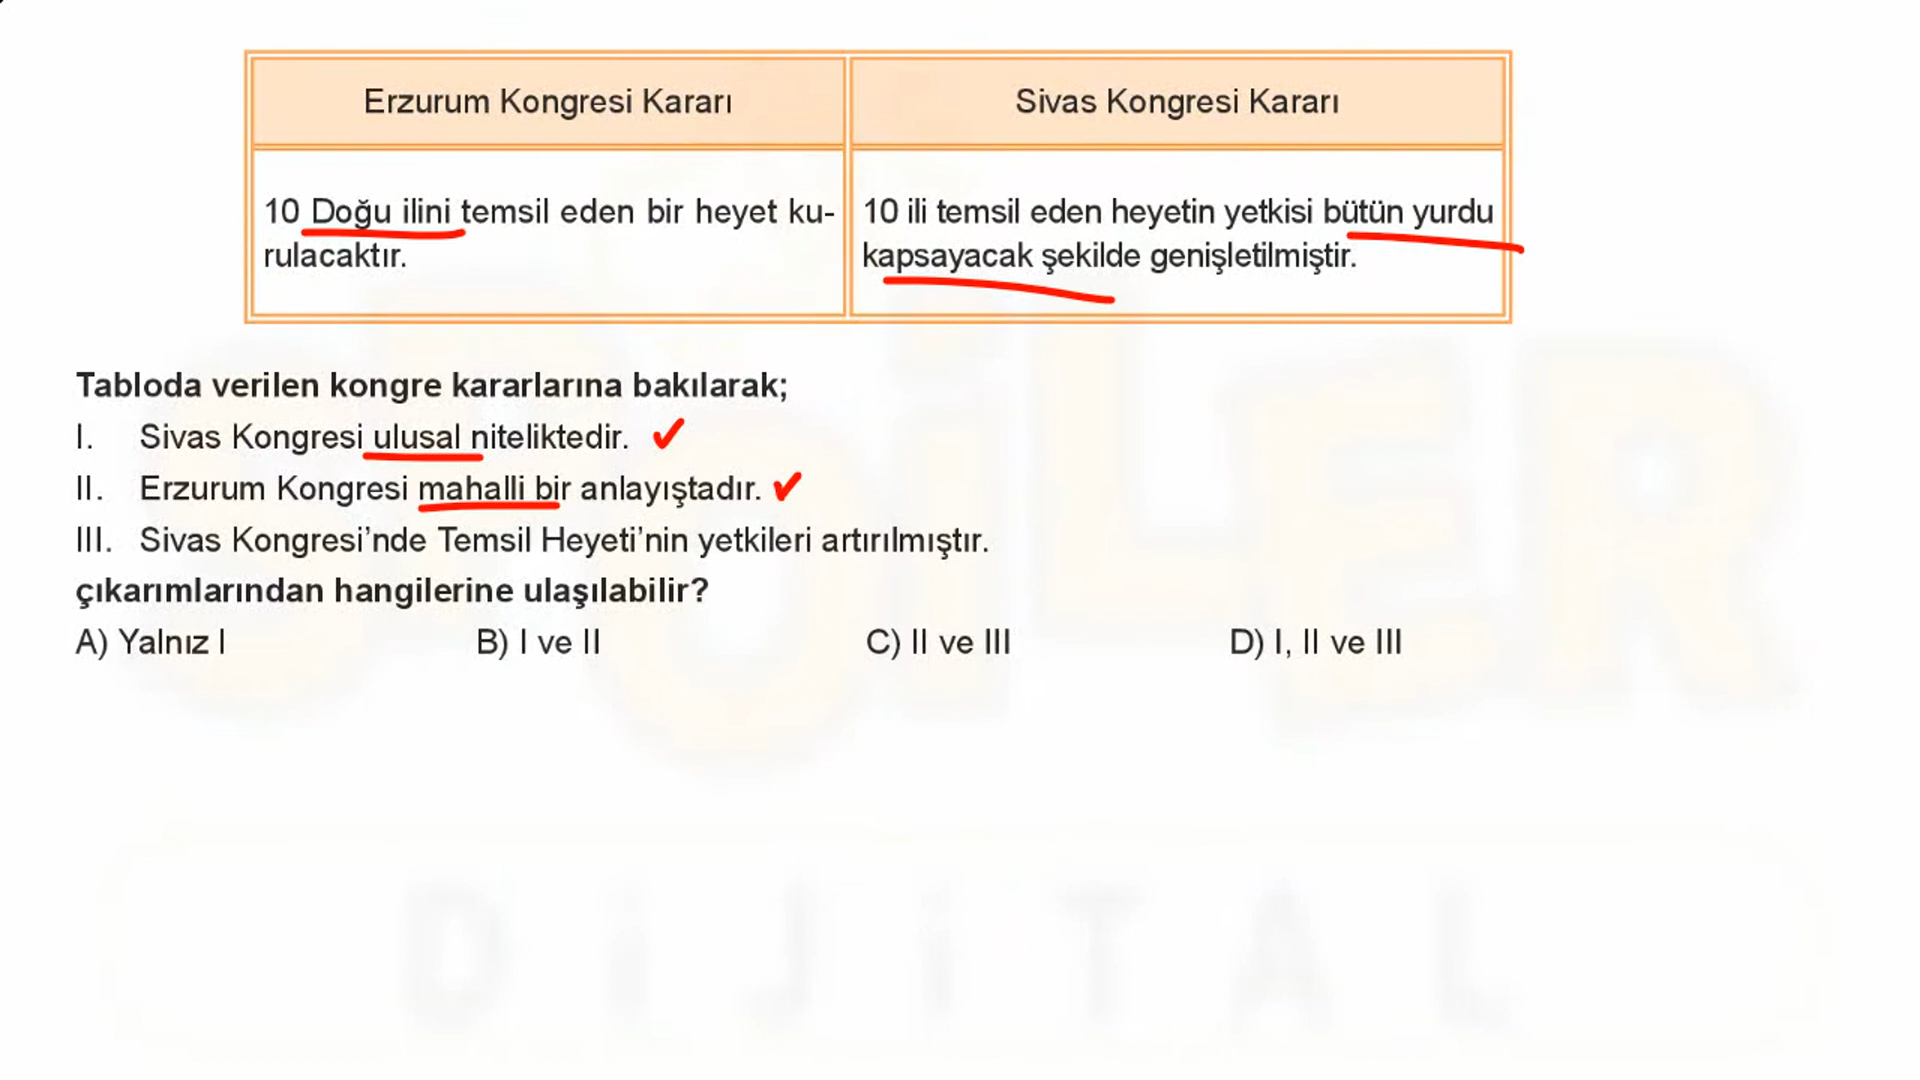 Erzurum Kongresi Kararı
Sivas Kongresi Kararı
10 Doğu ilini temsil eden bir heyet ku-
rulacaktır.
10 ili temsil eden heyetin yetkisi bütün yurdu
kapsayacak şekilde genişletilmiştir.
Tabloda verilen kongre kararlarına bakılarak;
I. Sivas Kongresi ulusal niteliktedir. ✓
II. Erzurum Kongresi mahalli bir anlayıştadır. ✓
III. Sivas Kongresi’nde Temsil Heyeti’nin yetkileri artırılmıştır.
çıkarımlarından hangilerine ulaşılabilir?
A) Yalnız I B) I ve II C) II ve III D) I, II ve III
DİJİTAL